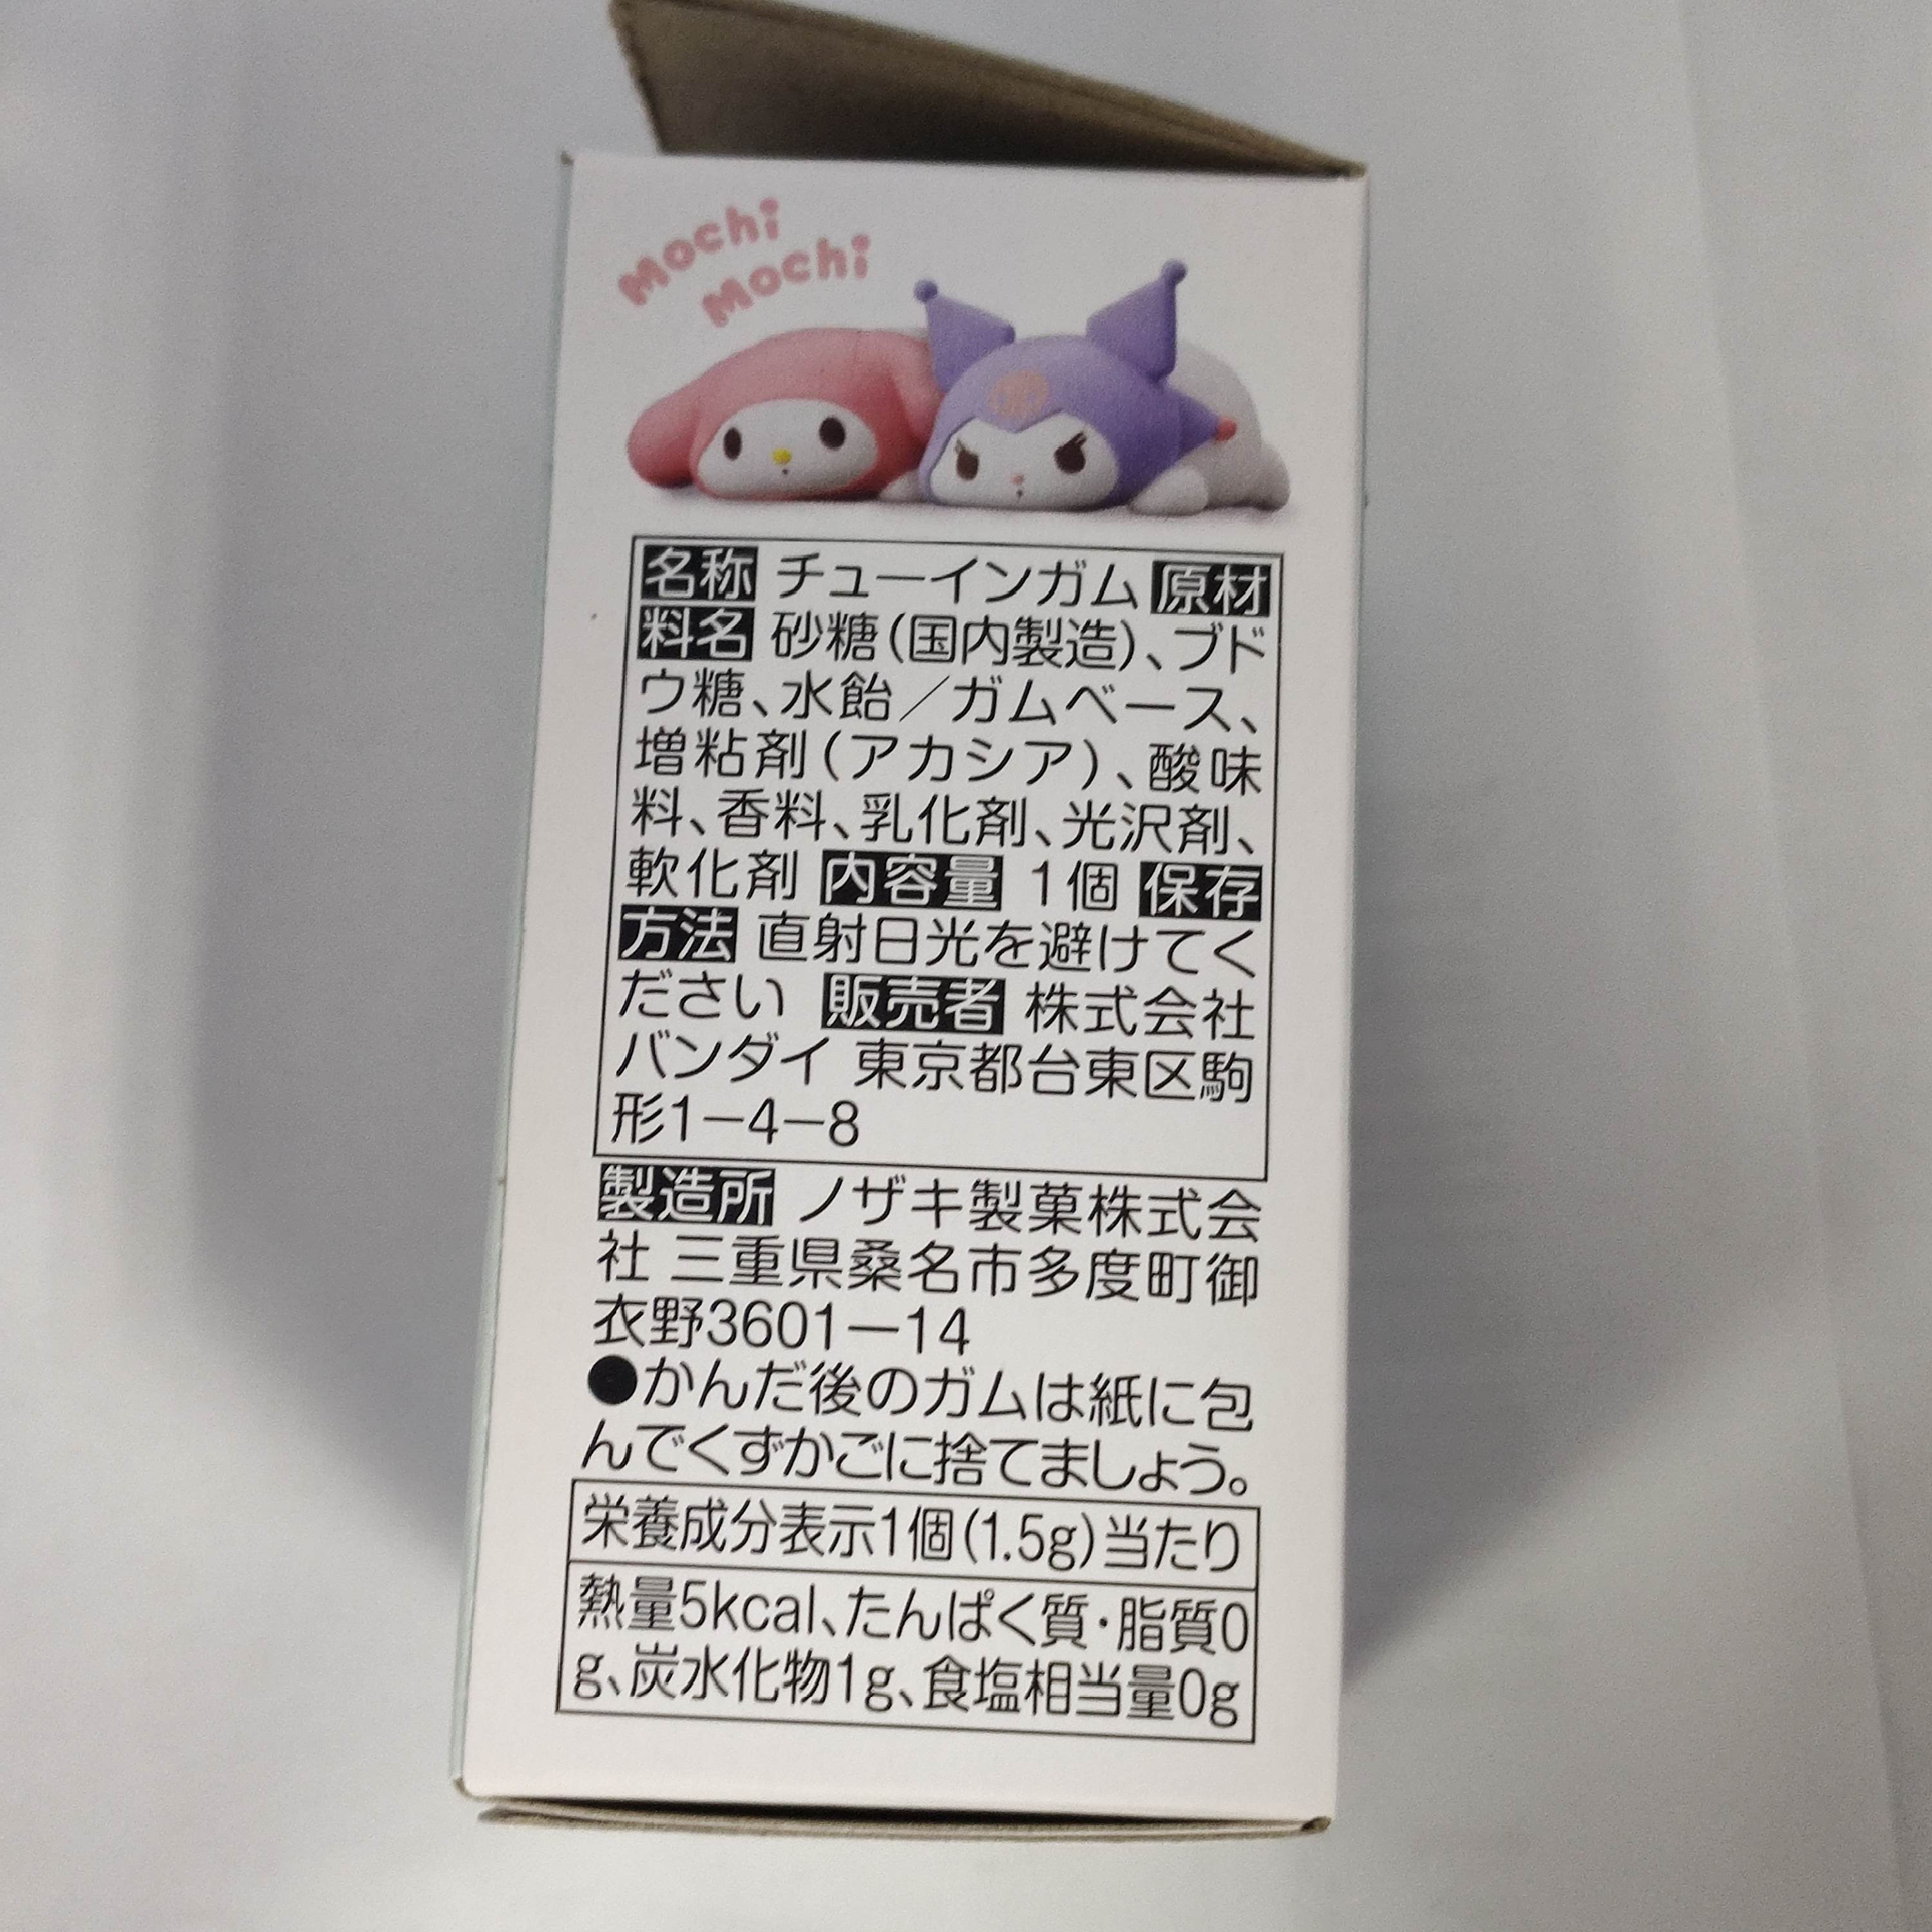 Mochi
Mochi
名称 チューインガム 原材
料名 砂糖(国内製造)、ブド
ウ糖、水飴／ガムベース、
増粘剤(アカシア)、酸味
料、香料、乳化剤、光沢剤、
軟化剤 内容量 1個 保存
方法 直射日光を避けてく
ださい 販売者 株式会社
バンダイ 東京都台東区駒
形1−4−8
製造所 ノザキ製菓株式会
社 三重県桑名市多度町御
衣野3601−14
●かんだ後のガムは紙に包
んでくずかごに捨てましょう。
栄養成分表示1個(1.5g)当たり
熱量5kcal、たんぱく質・脂質0
g、炭水化物1g、食塩相当量0g